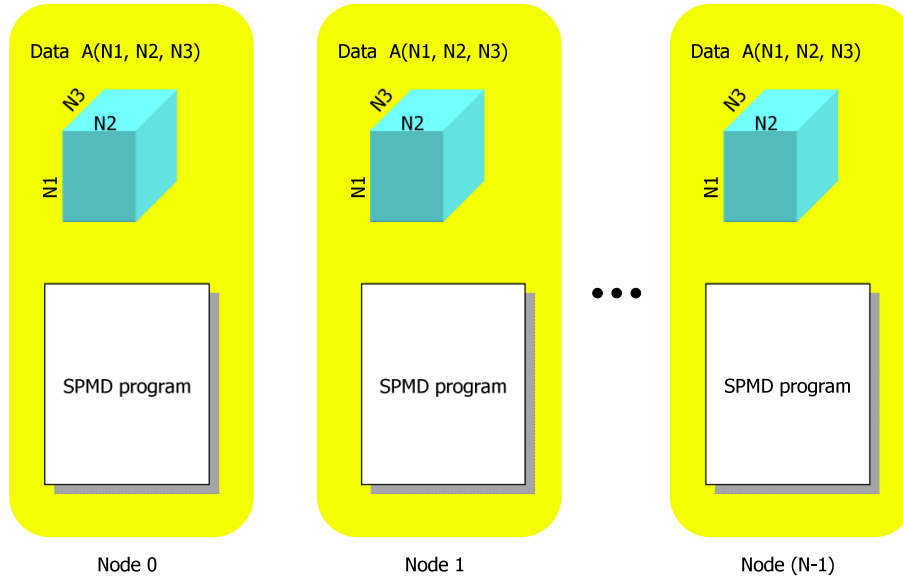 Data A(N1, N2, N3)
N3
N2
N1
SPMD program
Node 0
Data A(N1, N2, N3)
N3
N2
N1
SPMD program
Node 1
Data A(N1, N2, N3)
N3
N2
N1
SPMD program
Node (N-1)